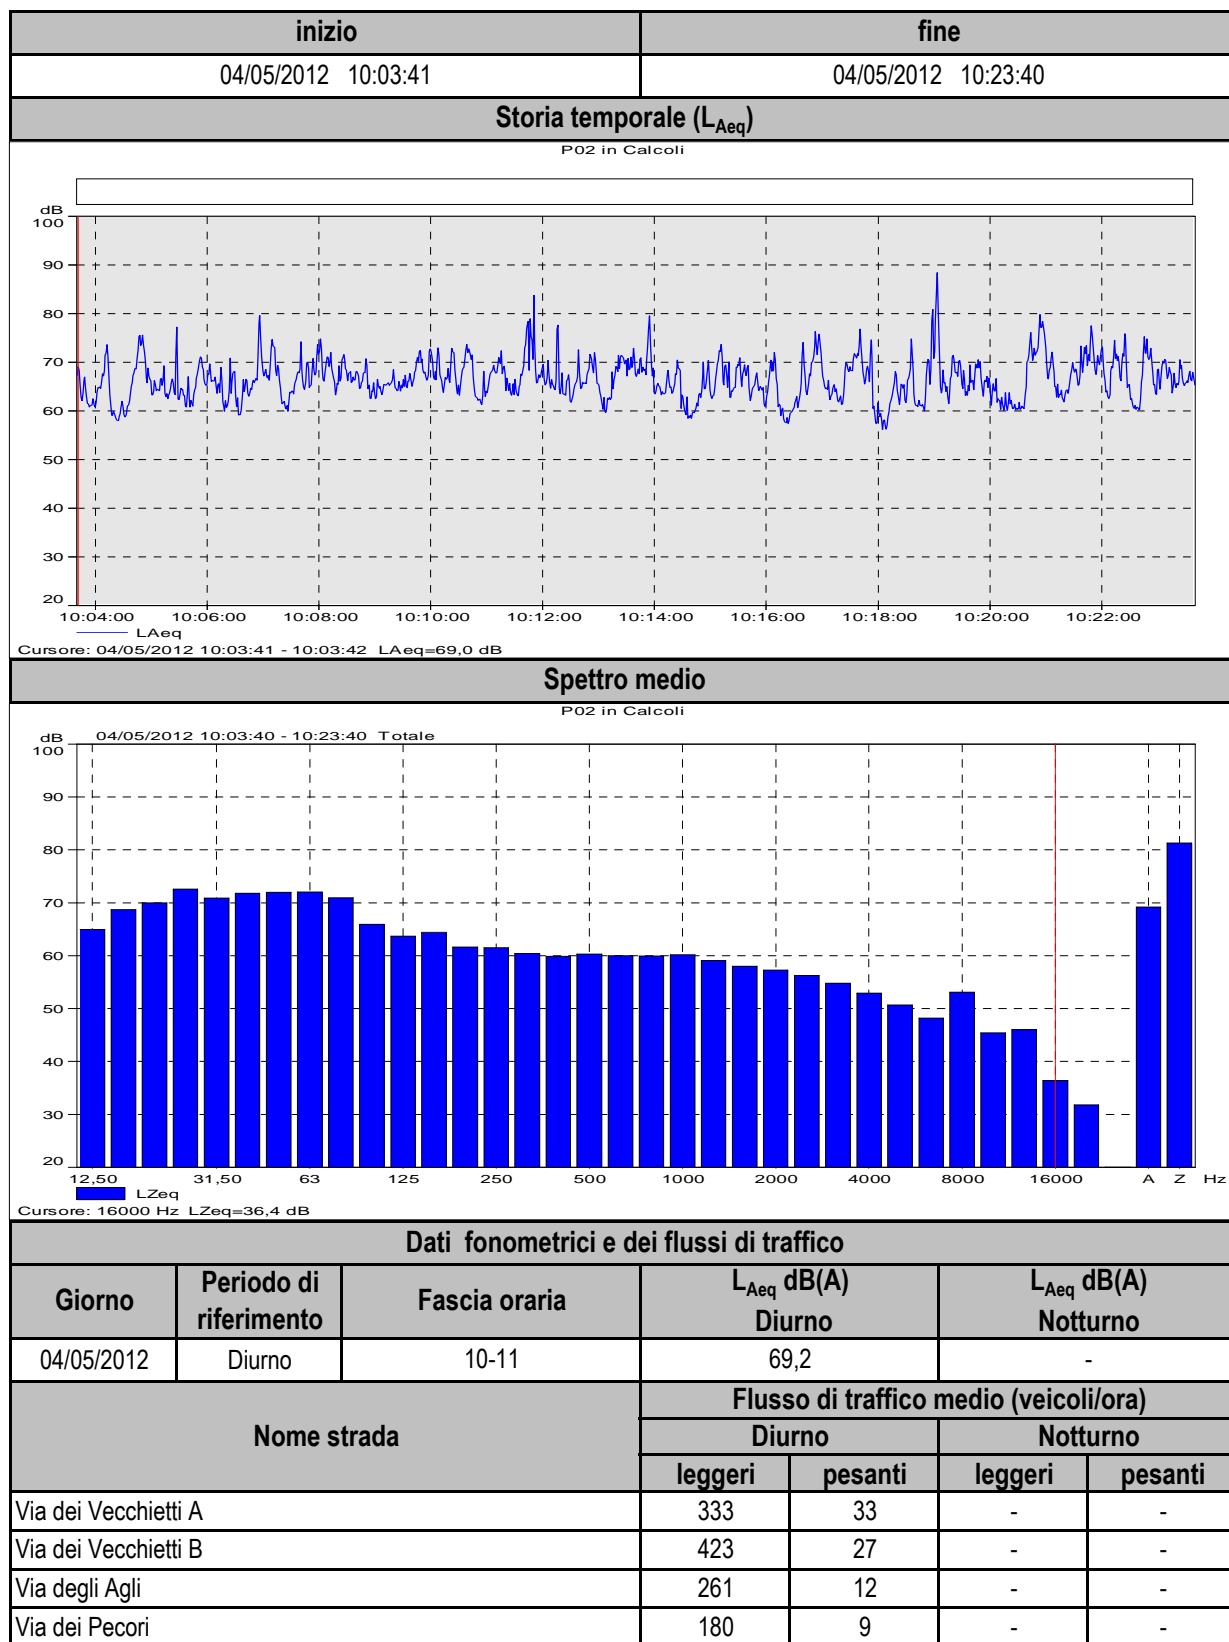 inizio fine
04/05/2012 10:03:41 04/05/2012 10:23:40
Storia temporale (LAeq)
P02 in Calcoli
dB
100
90
80
70
60
50
40
30
20
10:04:00 10:06:00 10:08:00 10:10:00 10:12:00 10:14:00 10:16:00 10:18:00 10:20:00 10:22:00
LAeq
Cursore: 04/05/2012 10:03:41 - 10:03:42 LAeq=69,0 dB
Spettro medio
P02 in Calcoli
dB 04/05/2012 10:03:40 - 10:23:40 Totale
100
90
80
70
60
50
40
30
20
12,50 31,50 63 125 250 500 1000 2000 4000 8000 16000 A Z Hz
LZeq
Cursore: 16000 Hz LZeq=36,4 dB
Dati fonometrici e dei flussi di traffico
Giorno Periodo di riferimento Fascia oraria LAeq dB(A) Diurno LAeq dB(A) Notturno
04/05/2012 Diurno 10-11 69,2 -
Nome strada Flusso di traffico medio (veicoli/ora)
Diurno Notturno
leggeri pesanti leggeri pesanti
Via dei Vecchietti A 333 33 - -
Via dei Vecchietti B 423 27 - -
Via degli Agli 261 12 - -
Via dei Pecori 180 9 - -